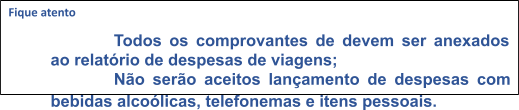 Fique atento
Todos os comprovantes de devem ser anexados
ao relatório de despesas de viagens;
Não serão aceitos lançamento de despesas com
bebidas alcoólicas, telefonemas e itens pessoais.